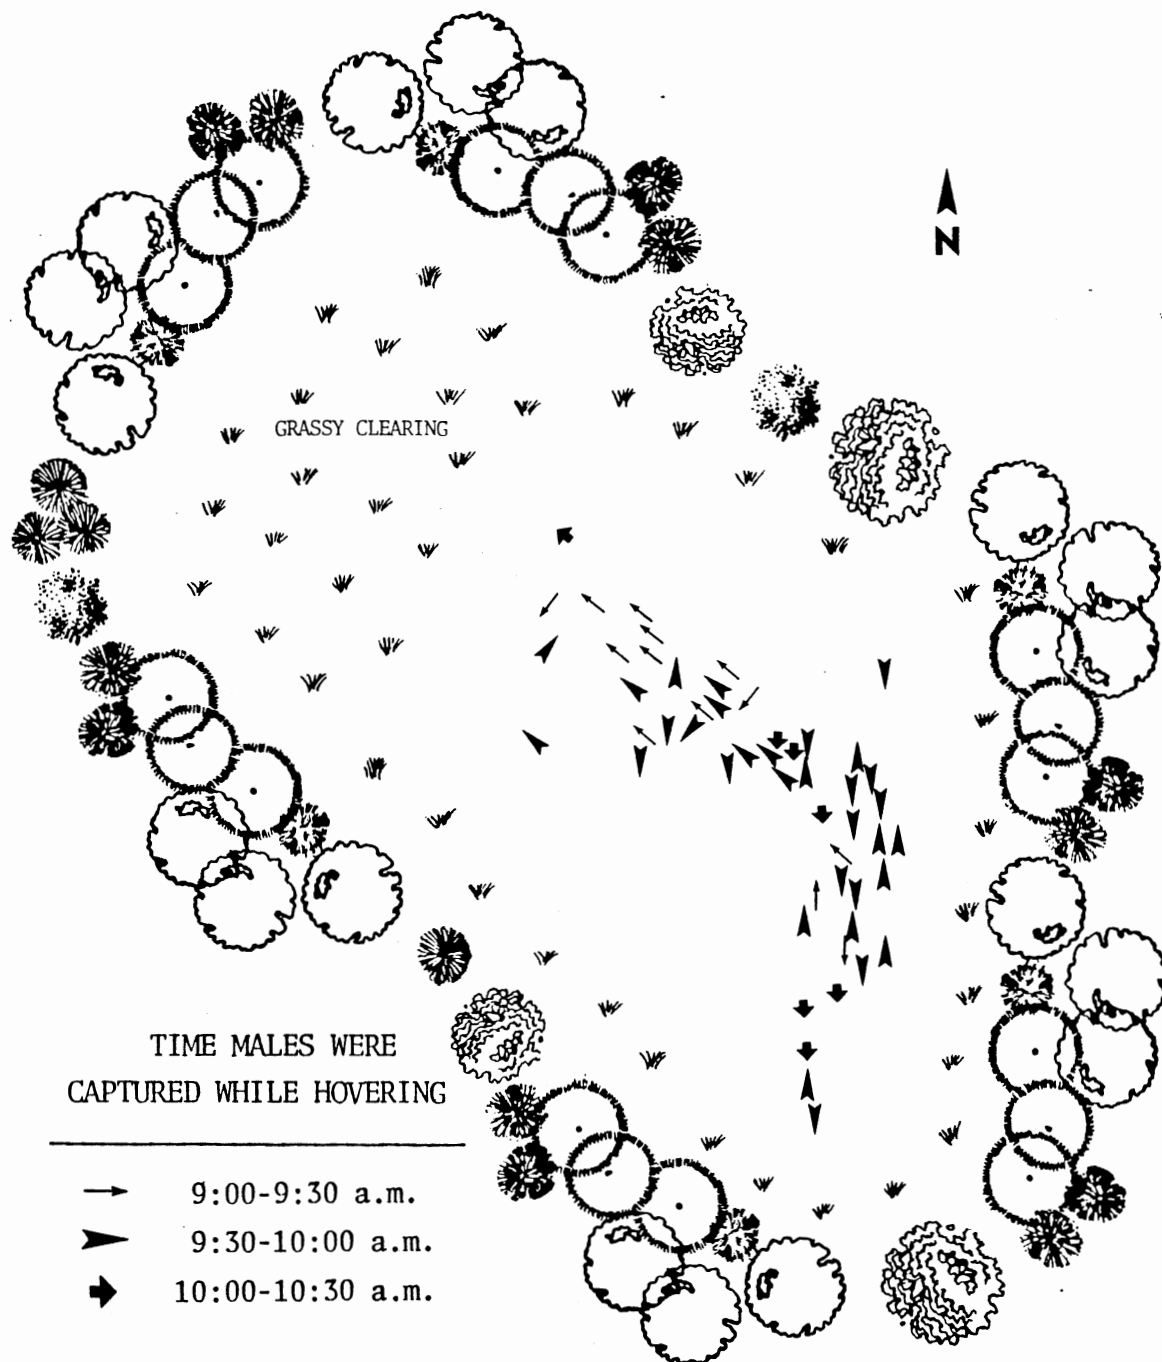 N
GRASSY CLEARING
TIME MALES WERE
CAPTURED WHILE HOVERING
9:00-9:30 a.m.
9:30-10:00 a.m.
10:00-10:30 a.m.